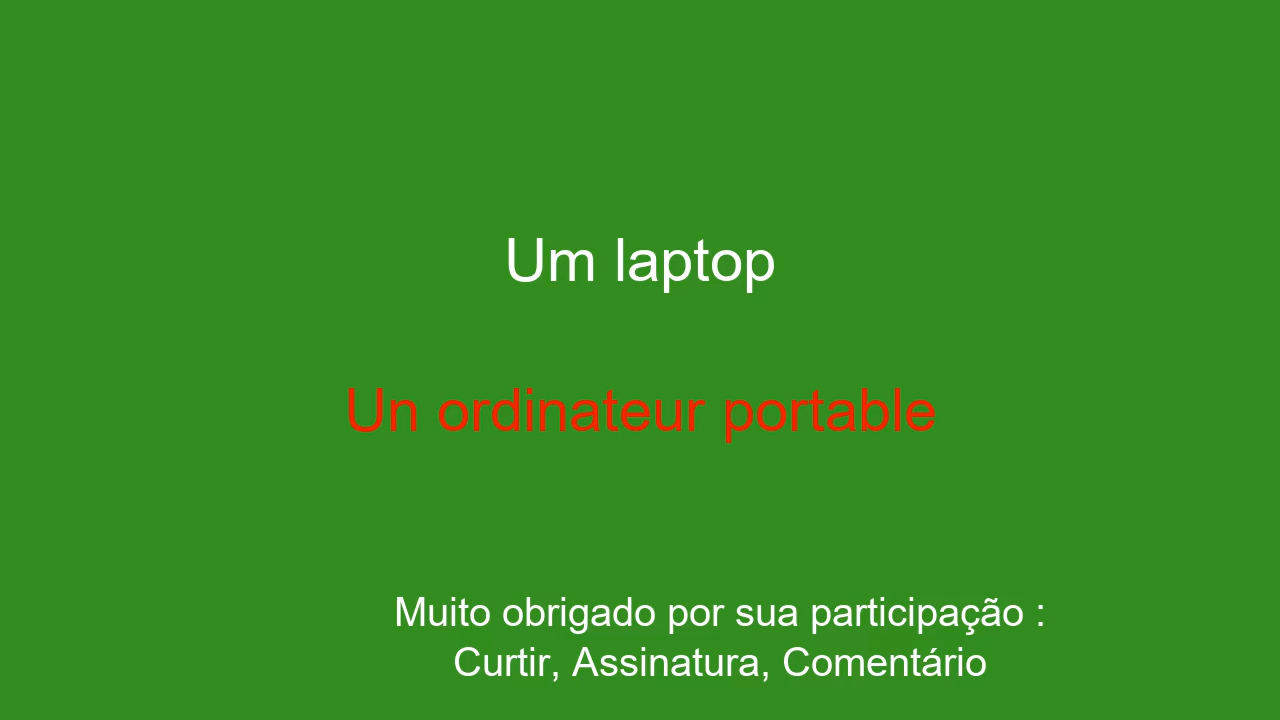 Um laptop
Un ordinateur portable
Muito obrigado por sua participação :
Curtir, Assinatura, Comentário